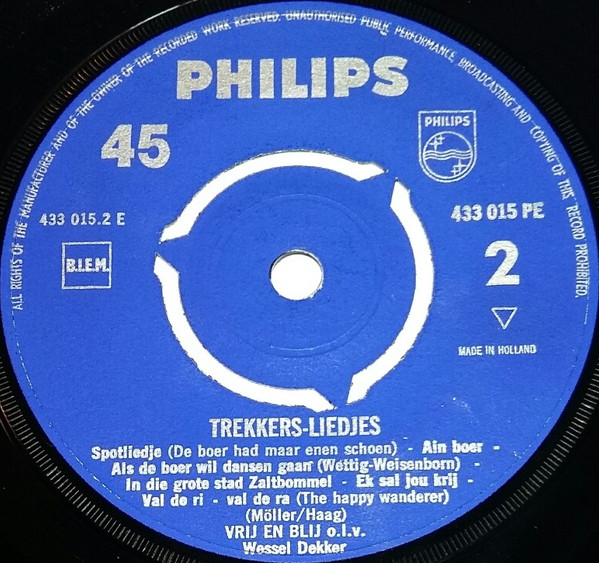 ALL RIGHTS OF THE MANUFACTURER AND OF THE OWNER OF THE RECORDED WORK RESERVED. UNAUTHORISED PUBLIC PERFORMANCE, BROADCASTING AND COPYING OF THIS RECORD PROHIBITED.
PHILIPS
45
PHILIPS
433 015.2 E
433 015 PE
B.I.E.M.
2
MADE IN HOLLAND
TREKKERS-LIEDJES
Spotliedje (De boer had maar enen schoen) - Ain boer -
Als de boer wil dansen gaan (Wettig-Weisenborn) -
In die grote stad Zaltbommel - Ek sal jou krij -
Val de ri - val de ra (The happy wanderer)
(Möller/Haag)
VRIJ EN BLIJ o.l.v.
Wessel Dekker